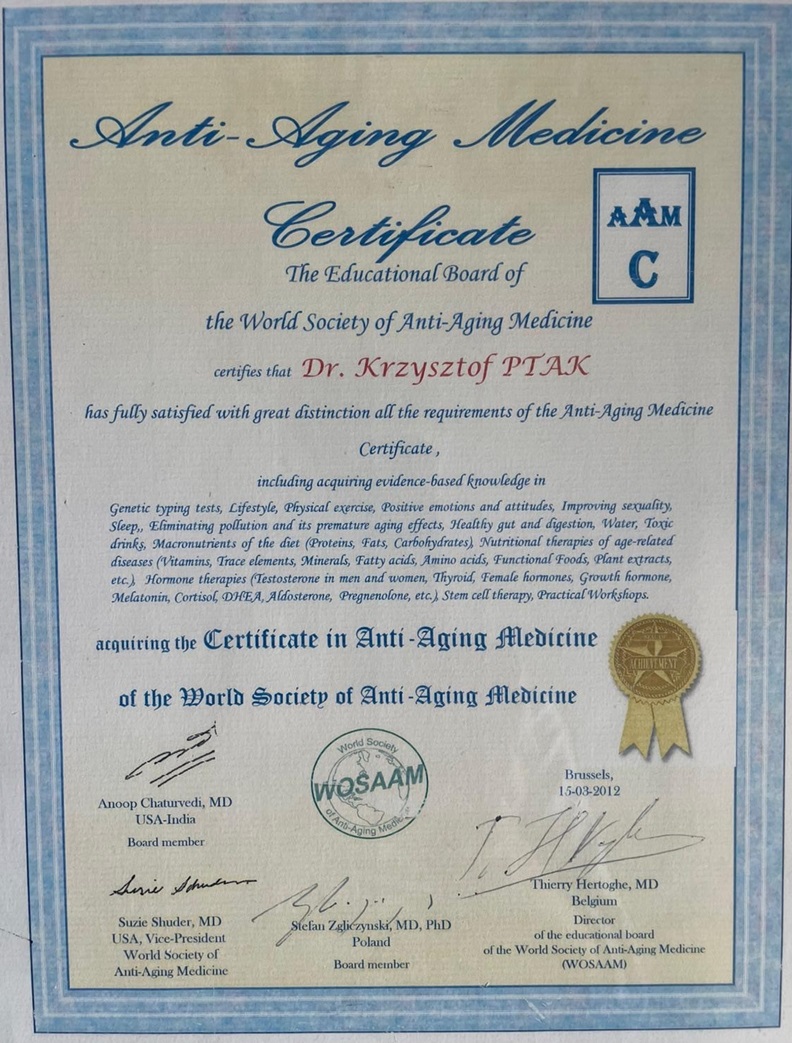 Anti-Aging Medicine
Certificate
AAM
C
The Educational Board of
the World Society of Anti-Aging Medicine
certifies that Dr. Krzysztof PTAK
has fully satisfied with great distinction all the requirements of the Anti-Aging Medicine
Certificate,
including acquiring evidence-based knowledge in
Genetic typing tests, Lifestyle, Physical exercise, Positive emotions and attitudes, Improving sexuality,
Sleep,, Eliminating pollution and its premature aging effects, Healthy gut and digestion, Water, Toxic
drinks, Macronutrients of the diet (Proteins, Fats, Carbohydrates), Nutritional therapies of age-related
diseases (Vitamins, Trace elements, Minerals, Fatty acids, Amino acids, Functional Foods, Plant extracts,
etc.), Hormone therapies (Testosterone in men and women, Thyroid, Female hormones, Growth hormone,
Melatonin, Cortisol, DHEA, Aldosterone, Pregnenolone, etc.), Stem cell therapy, Practical Workshops.
acquiring the Certificate in Anti-Aging Medicine
of the World Society of Anti-Aging Medicine
ACHIEVEMENT
World Society
WOSAAM
of Anti-Aging Medicine
Brussels,
15-03-2012
Anoop Chaturvedi, MD
USA-India
Board member
Suzie Shuder
Suzie Shuder, MD
USA, Vice-President
World Society of
Anti-Aging Medicine
Stefan Zgliczynski, MD, PhD
Poland
Board member
Thierry Hertoghe, MD
Belgium
Director
of the educational board
of the World Society of Anti-Aging Medicine
(WOSAAM)